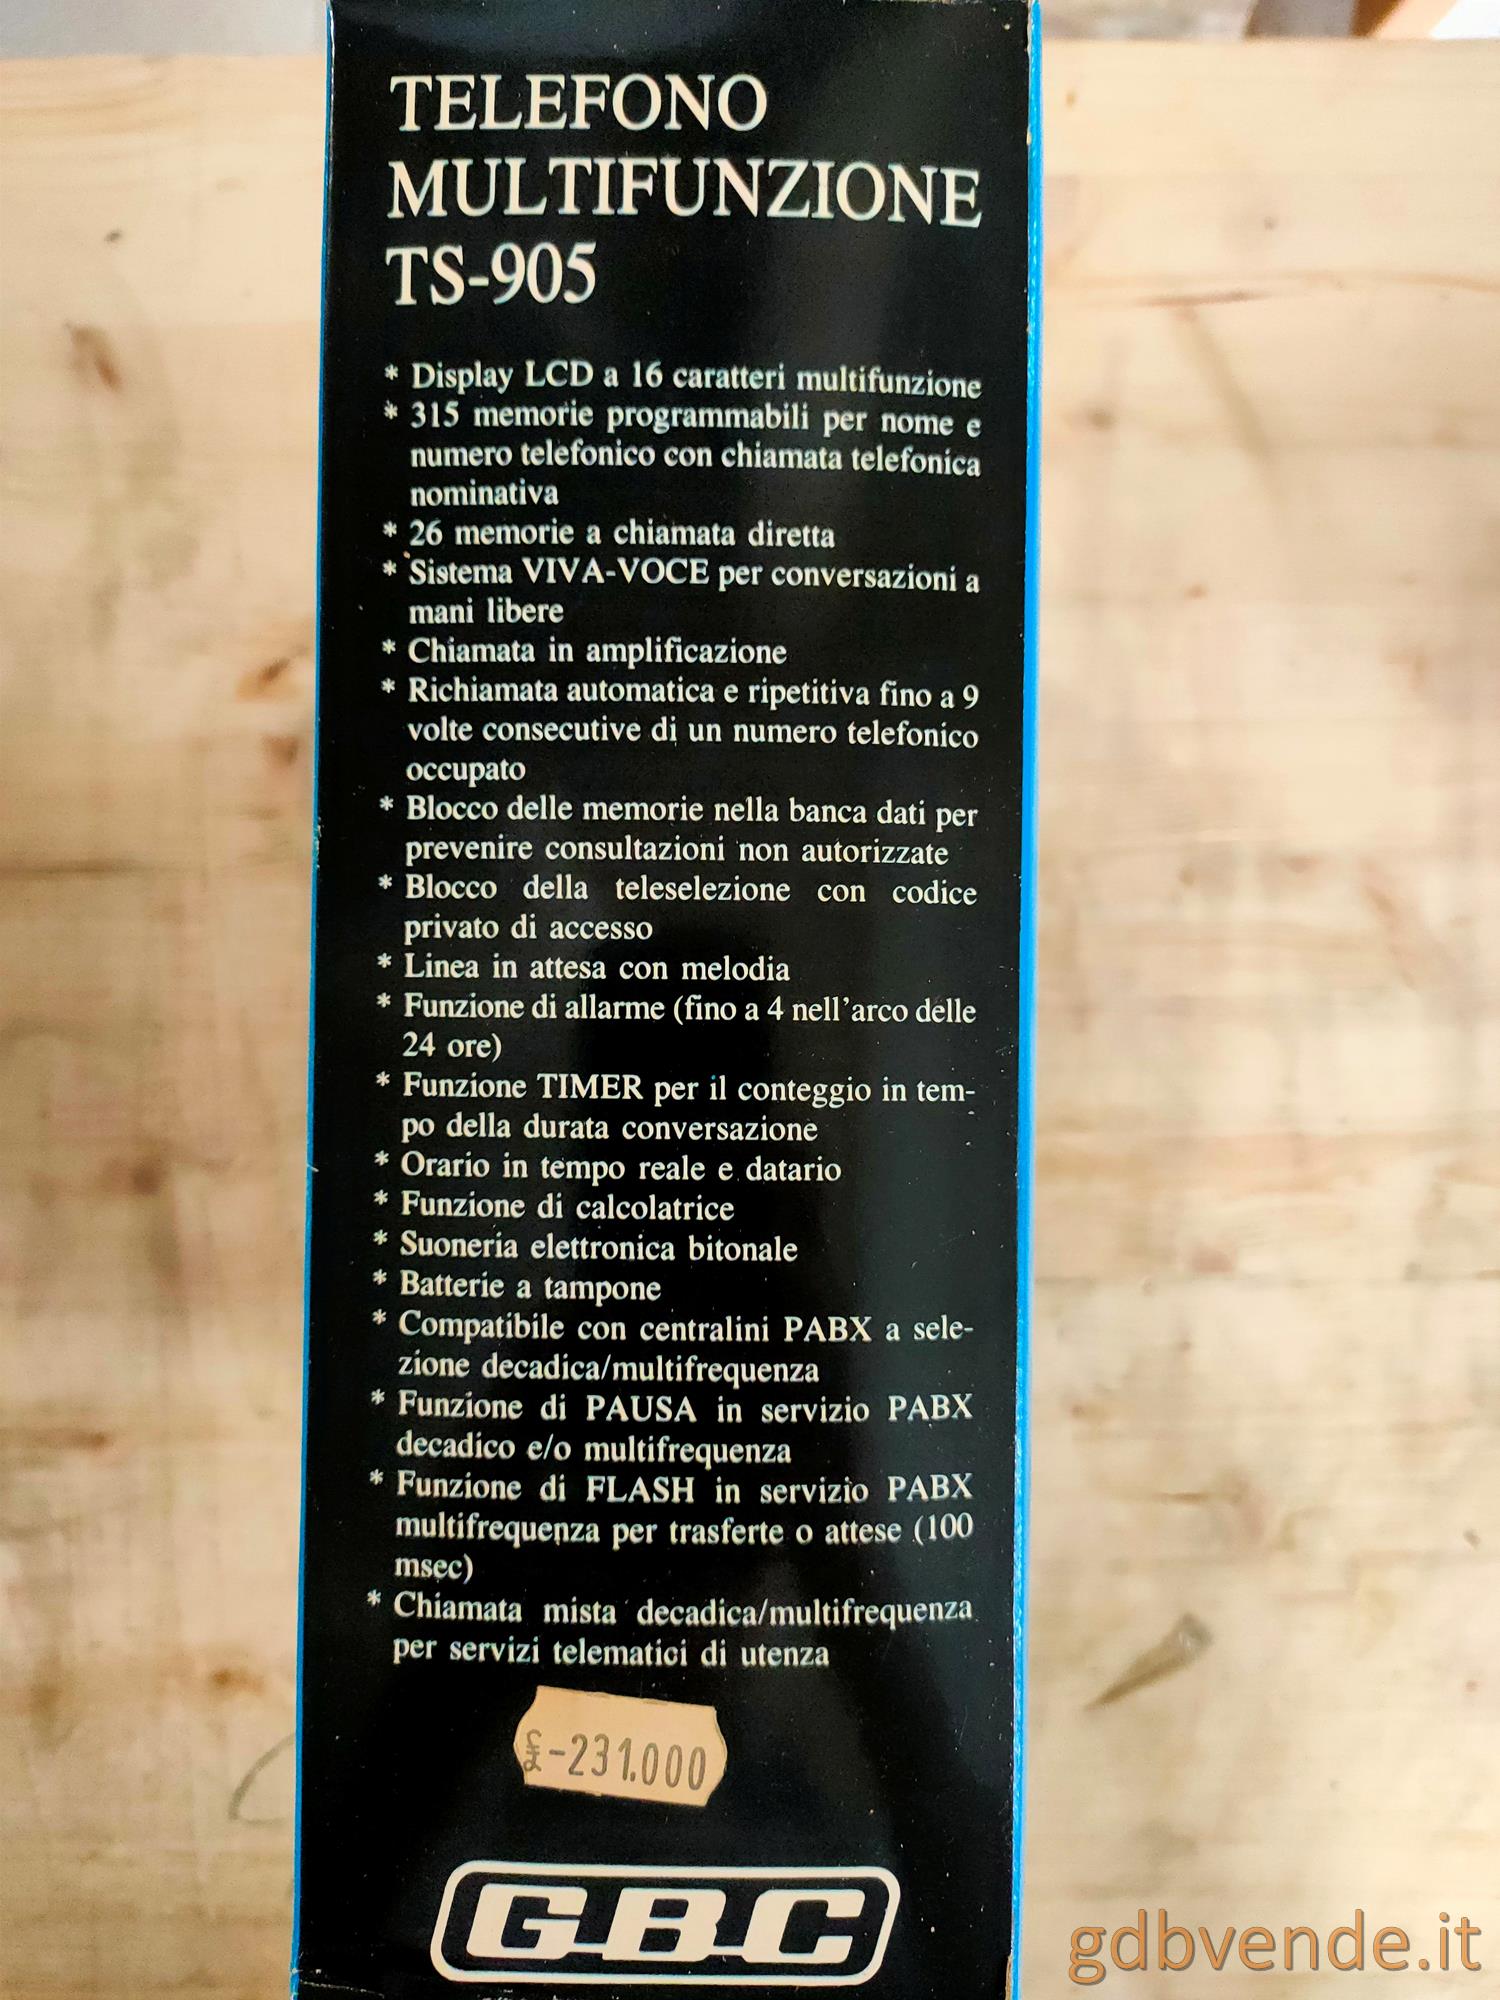 TELEFONO
MULTIFUNZIONE
TS-905
* Display LCD a 16 caratteri multifunzione
* 315 memorie programmabili per nome e
numero telefonico con chiamata telefonica
nominativa
* 26 memorie a chiamata diretta
* Sistema VIVA-VOCE per conversazioni a
mani libere
* Chiamata in amplificazione
* Richiamata automatica e ripetitiva fino a 9
volte consecutive di un numero telefonico
occupato
* Blocco delle memorie nella banca dati per
prevenire consultazioni non autorizzate
* Blocco della teleselezione con codice
privato di accesso
* Linea in attesa con melodia
* Funzione di allarme (fino a 4 nell'arco delle
24 ore)
* Funzione TIMER per il conteggio in tem-
po della durata conversazione
* Orario in tempo reale e datario
* Funzione di calcolatrice
* Suoneria elettronica bitonale
* Batterie a tampone
* Compatibile con centralini PABX a sele-
zione decadica/multifrequenza
* Funzione di PAUSA in servizio PABX
decadico e/o multifrequenza
* Funzione di FLASH in servizio PABX
multifrequenza per trasferte o attese (100
msec)
* Chiamata mista decadica/multifrequenza
per servizi telematici di utenza
£-231.000
GBC
gdbvende.it